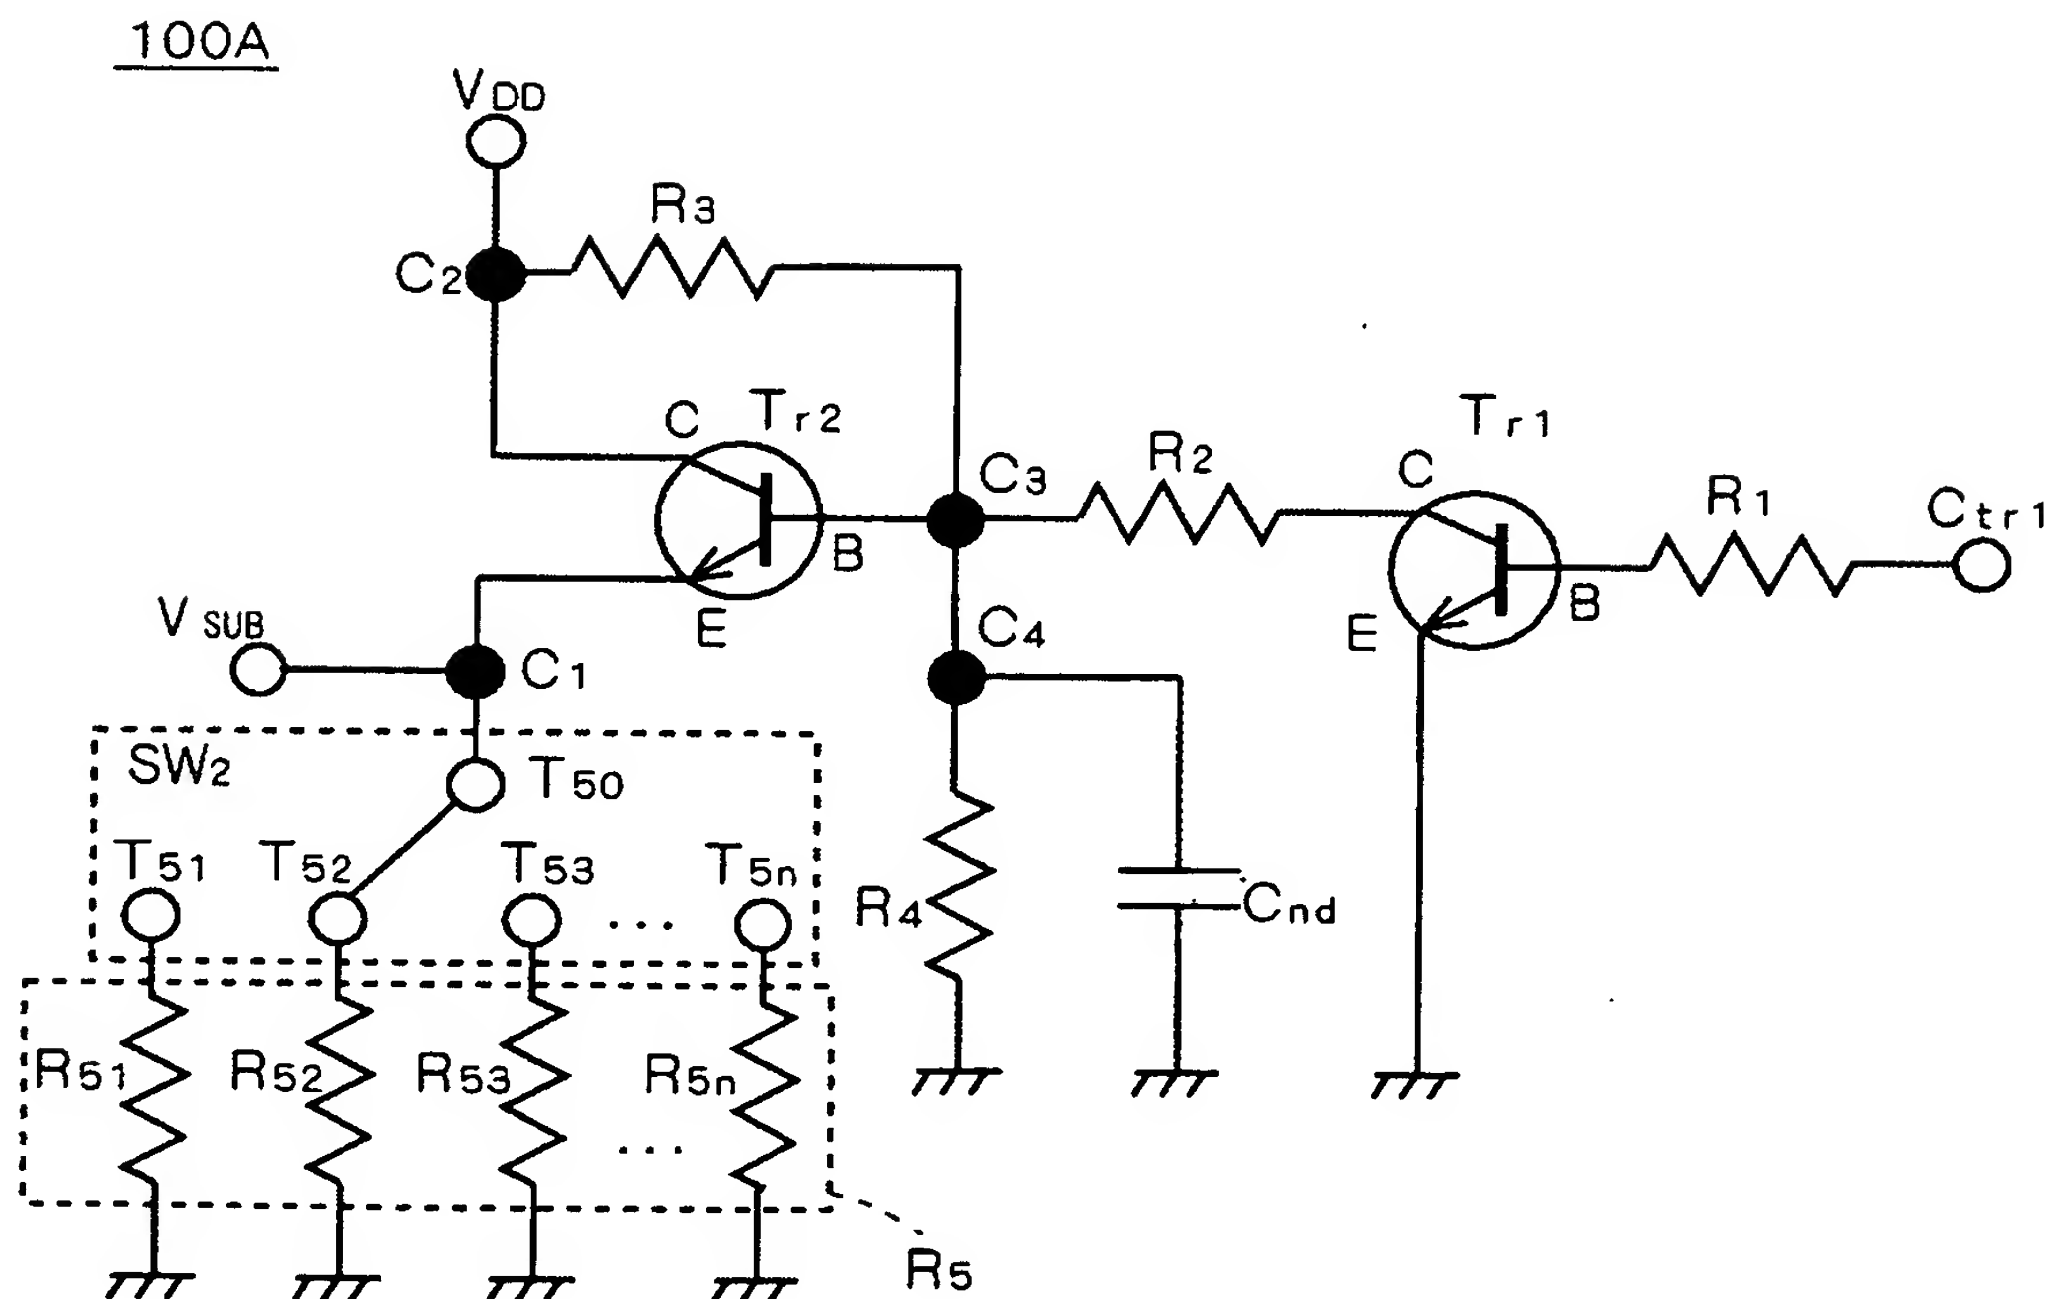 100A
VDD
R3
C2
C Tr2
Tr1
C3 R2 C
R1 Ctr1
B
B
VSUB E C4 E
C1
SW2 T50
T51 T52 T53 ... T5n
R4 Cnd
R51 R52 R53 ... R5n
R5